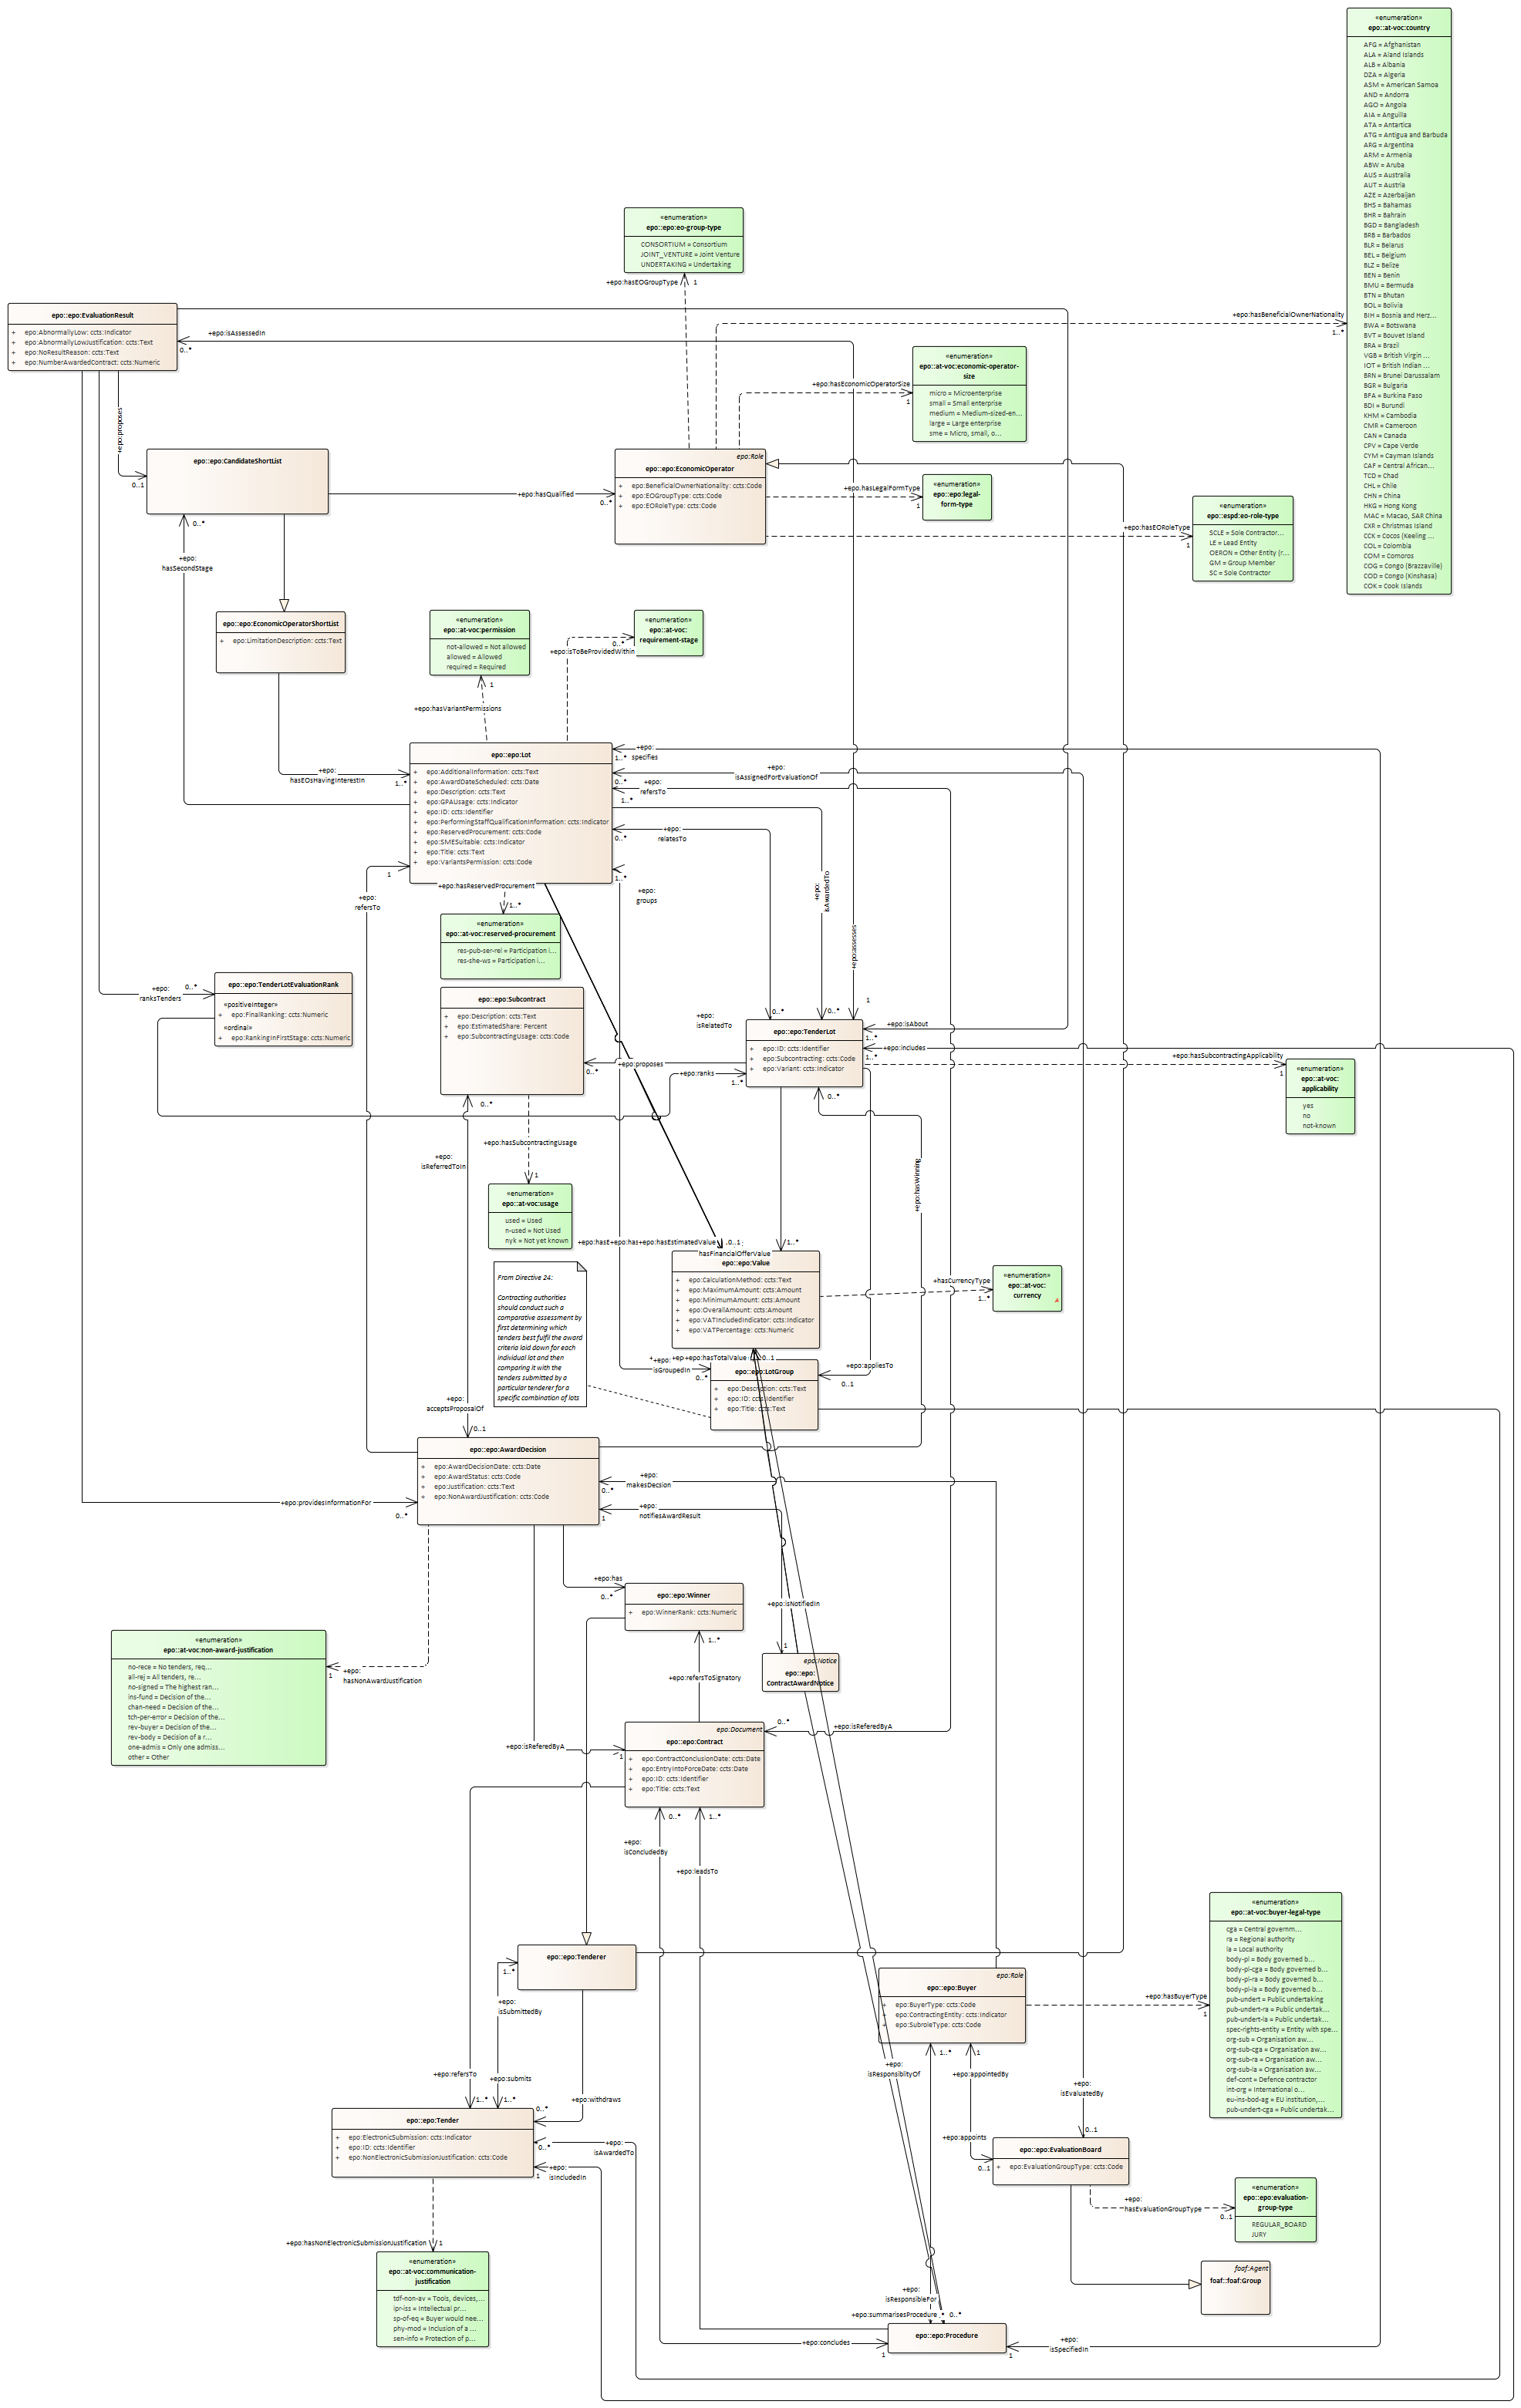 «enumeration»
epo::at-voc:country
AFG = Afghanistan
ALA = Aland Islands
ALB = Albania
DZA = Algeria
ASM = American Samoa
AND = Andorra
AGO = Angola
AIA = Anguilla
ATA = Antartica
ATG = Antigua and Barbuda
ARG = Argentina
ARM = Armenia
ABW = Aruba
AUS = Australia
AUT = Austria
AZE = Azerbaijan
BHS = Bahamas
BHR = Bahrain
BGD = Bangladesh
BRB = Barbados
BLR = Belarus
BEL = Belgium
BLZ = Belize
BEN = Benin
BMU = Bermuda
BTN = Bhutan
BOL = Bolivia
BIH = Bosnia and Herz...
BWA = Botswana
BVT = Bouvet Island
BRA = Brazil
VGB = British Virgin ...
IOT = British Indian ...
BRN = Brunei Darussalam
BGR = Bulgaria
BFA = Burkina Faso
BDI = Burundi
KHM = Cambodia
CMR = Cameroon
CAN = Canada
CPV = Cape Verde
CYM = Cayman Islands
CAF = Central African...
TCD = Chad
CHL = Chile
CHN = China
HKG = Hong Kong
MAC = Macao, SAR China
CXR = Christmas Island
CCK = Cocos (Keeling ...
COL = Colombia
COM = Comoros
COG = Congo (Brazzaville)
COD = Congo (Kinshasa)
COK = Cook Islands
«enumeration»
epo::epo:eo-group-type
CONSORTIUM = Consortium
JOINT_VENTURE = Joint Venture
UNDERTAKING = Undertaking
+epo:hasEOGroupType 1
epo::epo:EvaluationResult
+ epo:AbnormallyLow: ccts:Indicator
+ epo:AbnormallyLowJustification: ccts:Text
+ epo:NoResultReason: ccts:Text
+ epo:NumberAwardedContract: ccts:Numeric
+epo:isAssessedIn
0..*
+epo:hasBeneficialOwnerNationality
1..*
«enumeration»
epo::at-voc:economic-operator-
size
micro = Microenterprise
small = Small enterprise
medium = Medium-sized-en...
large = Large enterprise
sme = Micro, small, o...
+epo:hasEconomicOperatorSize
1
+epo:proposes
0..1
epo::epo:CandidateShortList
+epo:hasQualified
0..*
epo:Role
epo::epo:EconomicOperator
+ epo:BeneficialOwnerNationality: ccts:Code
+ epo:EOGroupType: ccts:Code
+ epo:EORoleType: ccts:Code
+epo:hasLegalFormType
1
«enumeration»
epo::epo:legal-
form-type
+epo:hasEORoleType
1
«enumeration»
epo::espd:eo-role-type
SCLE = Sole Contractor...
LE = Lead Entity
OERON = Other Entity (r...
GM = Group Member
SC = Sole Contractor
0..*
+epo:
hasSecondStage
epo::epo:EconomicOperatorShortList
+ epo:LimitationDescription: ccts:Text
«enumeration»
epo::at-voc:permission
not-allowed = Not allowed
allowed = Allowed
required = Required
1
+epo:hasVariantPermissions
«enumeration»
epo::at-voc:
requirement-stage
0..*
+epo:isToBeProvidedWithin
epo::epo:Lot
+ epo:AdditionalInformation: ccts:Text
+ epo:AwardDateScheduled: ccts:Date
+ epo:Description: ccts:Text
+ epo:GPAUsage: ccts:Indicator
+ epo:ID: ccts:Identifier
+ epo:PerformingStaffQualificationInformation: ccts:Indicator
+ epo:ReservedProcurement: ccts:Code
+ epo:SMESuitable: ccts:Indicator
+ epo:Title: ccts:Text
+ epo:VariantsPermission: ccts:Code
+epo:
hasEOsHavingInterestIn
1..*
+epo:
specifies
1..*
+epo:
isAssignedForEvaluationOf
0..*
+epo:
refersTo
1..*
+epo:
relatesTo
0..*
+epo:
groups
1..*
+epo:
isAwardedTo
+epo:assesses
1
+epo:
refersTo
1
+epo:hasReservedProcurement
1..*
«enumeration»
epo::at-voc:reserved-procurement
res-pub-ser-rel = Participation i...
res-she-ws = Participation i...
+epo:
ranksTenders
0..*
epo::epo:TenderLotEvaluationRank
«positiveInteger»
+ epo:FinalRanking: ccts:Numeric
«ordinal»
+ epo:RankingInFirstStage: ccts:Numeric
epo::epo:Subcontract
+ epo:Description: ccts:Text
+ epo:EstimatedShare: Percent
+ epo:SubcontractingUsage: ccts:Code
+epo:
isRelatedTo
0..*
0..*
epo::epo:TenderLot
+ epo:ID: ccts:Identifier
+ epo:Subcontracting: ccts:Code
+ epo:Variant: ccts:Indicator
+epo:isAbout
1..*
+epo:includes
1..*
+epo:hasSubcontractingApplicability
1
«enumeration»
epo::at-voc:
applicability
yes
no
not-known
+epo:proposes
0..*
+epo:ranks
1..*
0..*
0..*
+epo:
isReferredToIn
+epo:hasSubcontractingUsage
1
«enumeration»
epo::at-voc:usage
used = Used
n-used = Not Used
nyk = Not yet known
+epo:hasWinning
+epo:hasE+epo:has+epo:hasEstimatedValue
0..1
1..*
hasFinancialOfferValue
epo::epo:Value
+ epo:CalculationMethod: ccts:Text
+ epo:MaximumAmount: ccts:Amount
+ epo:MinimumAmount: ccts:Amount
+ epo:OverallAmount: ccts:Amount
+ epo:VATIncludedIndicator: ccts:Indicator
+ epo:VATPercentage: ccts:Numeric
+epo:hasCurrencyType
1..*
«enumeration»
epo::at-voc:
currency
From Directive 24:
Contracting authorities
should conduct such a
comparative assessment by
first determining which
tenders best fulfil the award
criteria laid down for each
individual lot and then
comparing it with the
tenders submitted by a
particular tenderer for a
specific combination of lots
+epo:hasTotalValue
0..1
+epo:
isGroupedIn
0..*
epo::epo:LotGroup
+ epo:Description: ccts:Text
+ epo:ID: ccts:Identifier
+ epo:Title: ccts:Text
+epo:appliesTo
0..1
+epo:
acceptsProposalOf
0..1
epo::epo:AwardDecision
+ epo:AwardDecisionDate: ccts:Date
+ epo:AwardStatus: ccts:Code
+ epo:Justification: ccts:Text
+ epo:NonAwardJustification: ccts:Code
+epo:providesInformationFor
0..*
+epo:
makesDecsion
0..*
+epo:
notifiesAwardResult
1
+epo:has
0..*
epo::epo:Winner
+ epo:WinnerRank: ccts:Numeric
+epo:isNotifiedIn
1
epo:Notice
epo::epo:
ContractAwardNotice
«enumeration»
epo::at-voc:non-award-justification
no-rece = No tenders, req...
all-rej = All tenders, re...
no-signed = The highest ran...
ins-fund = Decision of the...
chan-need = Decision of the...
tch-per-error = Decision of the...
rev-buyer = Decision of the...
rev-body = Decision of a r...
one-admis = Only one admiss...
other = Other
+epo:
hasNonAwardJustification
1
1..*
+epo:refersToSignatory
+epo:isReferedByA
1
0..*
+epo:isReferedByA
epo:Document
epo::epo:Contract
+ epo:ContractConclusionDate: ccts:Date
+ epo:EntryIntoForceDate: ccts:Date
+ epo:ID: ccts:Identifier
+ epo:Title: ccts:Text
0..*
1..*
+epo:
isConcludedBy
+epo:leadsTo
epo::epo:Tenderer
1..*
+epo:
isSubmittedBy
epo:Role
epo::epo:Buyer
+ epo:BuyerType: ccts:Code
+ epo:ContractingEntity: ccts:Indicator
+ epo:SubroleType: ccts:Code
+epo:hasBuyerType
1
«enumeration»
epo::at-voc:buyer-legal-type
cga = Central governm...
ra = Regional authority
la = Local authority
body-pl = Body governed b...
body-pl-cga = Body governed b...
body-pl-ra = Body governed b...
body-pl-la = Body governed b...
pub-undert = Public undertaking
pub-undert-ra = Public undertak...
pub-undert-la = Public undertak...
spec-rights-entity = Entity with spe...
org-sub = Organisation aw...
org-sub-cga = Organisation aw...
org-sub-ra = Organisation aw...
org-sub-la = Organisation aw...
def-cont = Defence contractor
int-org = International o...
eu-ins-bod-ag = EU institution,...
pub-undert-cga = Public undertak...
1..*
1
+epo:
isResponsiblityOf
+epo:appointedBy
+epo:
isEvaluatedBy
0..1
+epo:refersTo
1..*
+epo:submits
1..*
+epo:withdraws
0..*
epo::epo:Tender
+ epo:ElectronicSubmission: ccts:Indicator
+ epo:ID: ccts:Identifier
+ epo:NonElectronicSubmissionJustification: ccts:Code
+epo:
isAwardedTo
0..*
+epo:
isIncludedIn
1
+epo:appoints
0..1
epo::epo:EvaluationBoard
+ epo:EvaluationGroupType: ccts:Code
+epo:
hasEvaluationGroupType
0..1
«enumeration»
epo::epo:evaluation-
group-type
REGULAR_BOARD
JURY
foaf:Agent
foaf::foaf:Group
+epo:hasNonElectronicSubmissionJustification
1
«enumeration»
epo::at-voc:communication-
justification
tdf-non-av = Tools, devices,...
ipr-iss = Intellectual pr...
sp-of-eq = Buyer would nee...
phy-mod = Inclusion of a ...
sen-info = Protection of p...
+epo:
isResponsibleFor
+epo:summarisesProcedure
0..*
epo::epo:Procedure
+epo:concludes
1
+epo:
isSpecifiedIn
1